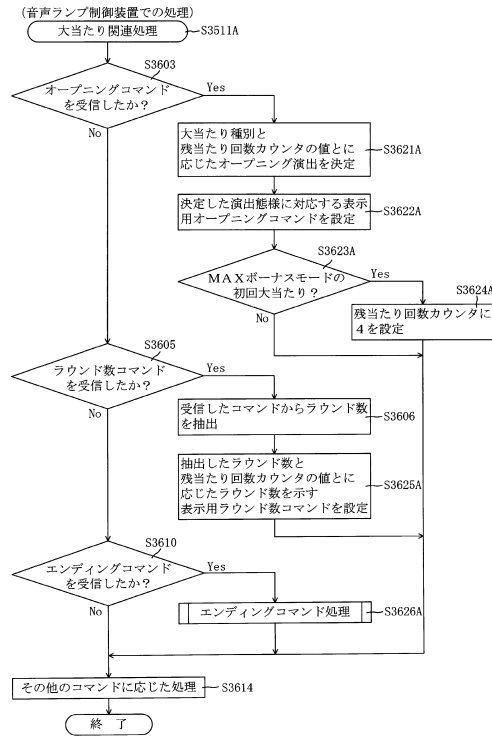 (音声ランプ制御装置での処理)
大当たり関連処理
S3511A
S3603
オープニングコマンド
を受信したか？
Yes
No
大当たり種別と
残当たり回数カウンタの値とに
応じたオープニング演出を決定
S3621A
決定した演出態様に対応する表示
用オープニングコマンドを設定
S3622A
S3623A
ＭＡＸボーナスモードの
初回大当たり？
Yes
No
S3624A
残当たり回数カウンタに
４を設定
S3605
ラウンド数コマンド
を受信したか？
Yes
No
受信したコマンドからラウンド数
を抽出
S3606
抽出したラウンド数と
残当たり回数カウンタの値とに
応じたラウンド数を示す
表示用ラウンド数コマンドを設定
S3625A
S3610
エンディングコマンド
を受信したか？
Yes
No
エンディングコマンド処理
S3626A
その他のコマンドに応じた処理
S3614
終 了